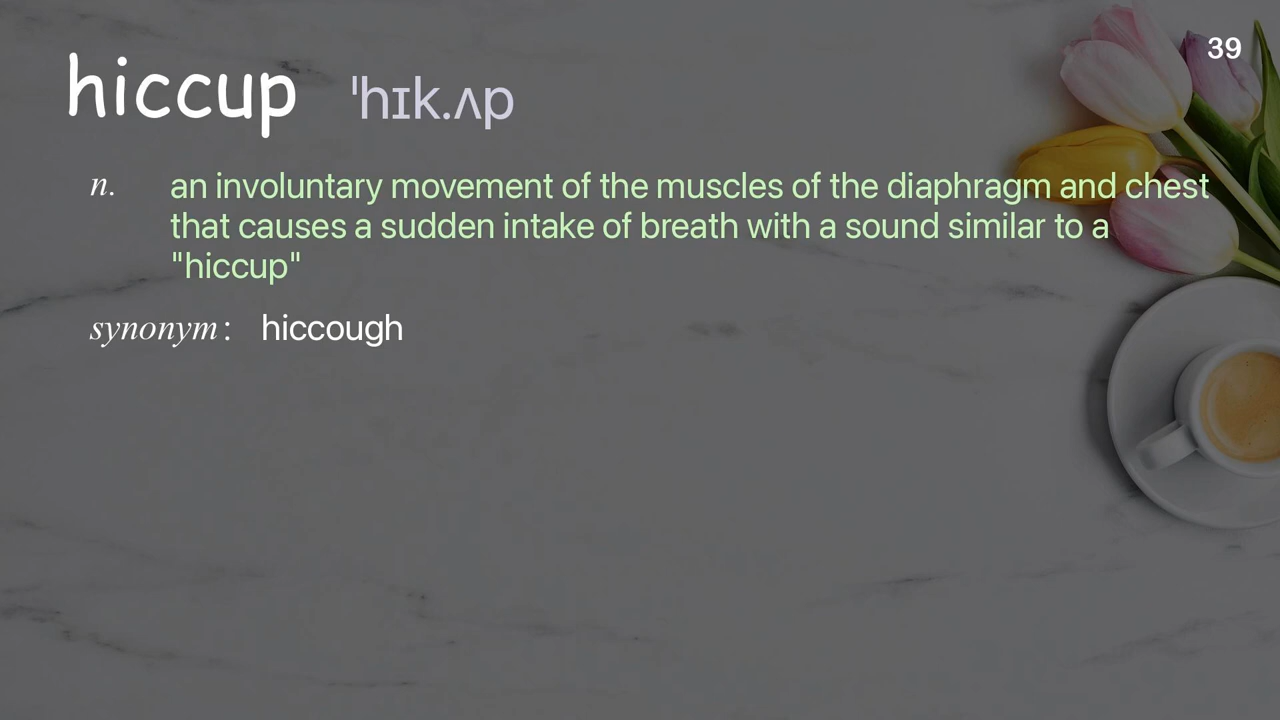 39
hiccup ˈhɪk.ʌp
n. an involuntary movement of the muscles of the diaphragm and chest
that causes a sudden intake of breath with a sound similar to a
"hiccup"
synonym: hiccough